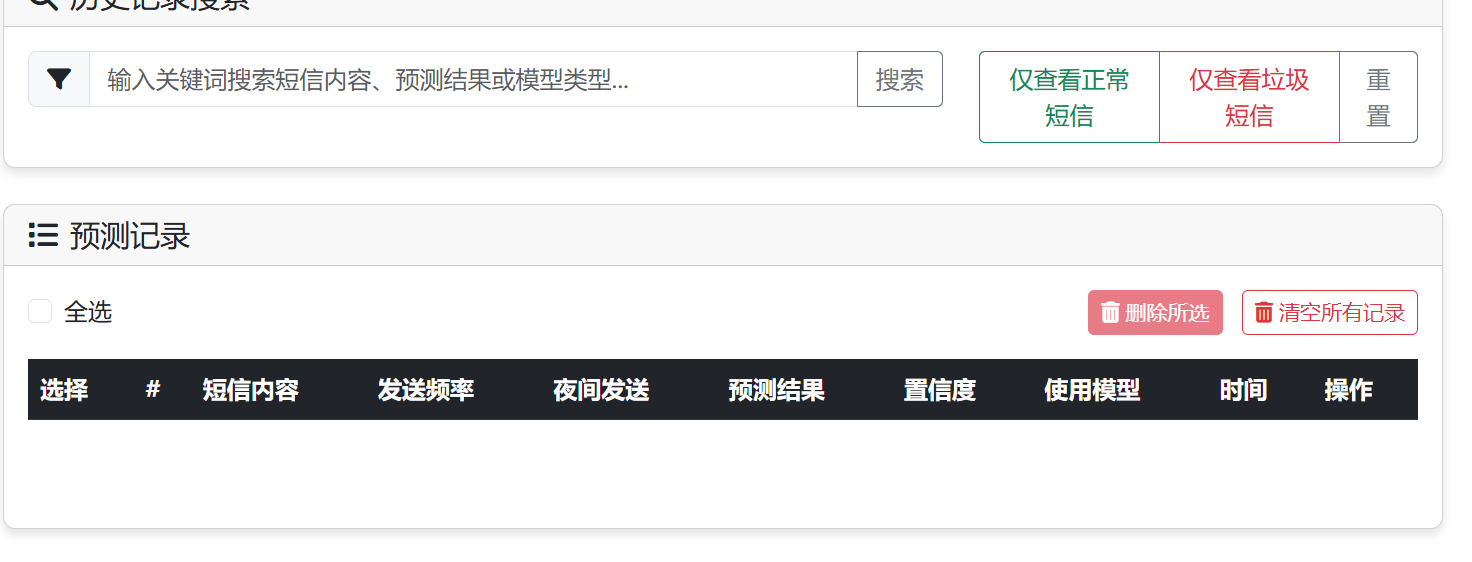 历史记录搜索
输入关键词搜索短信内容、预测结果或模型类型...
搜索
仅查看正常
短信
仅查看垃圾
短信
重
置
预测记录
全选
删除所选
清空所有记录
选择 # 短信内容 发送频率 夜间发送 预测结果 置信度 使用模型 时间 操作